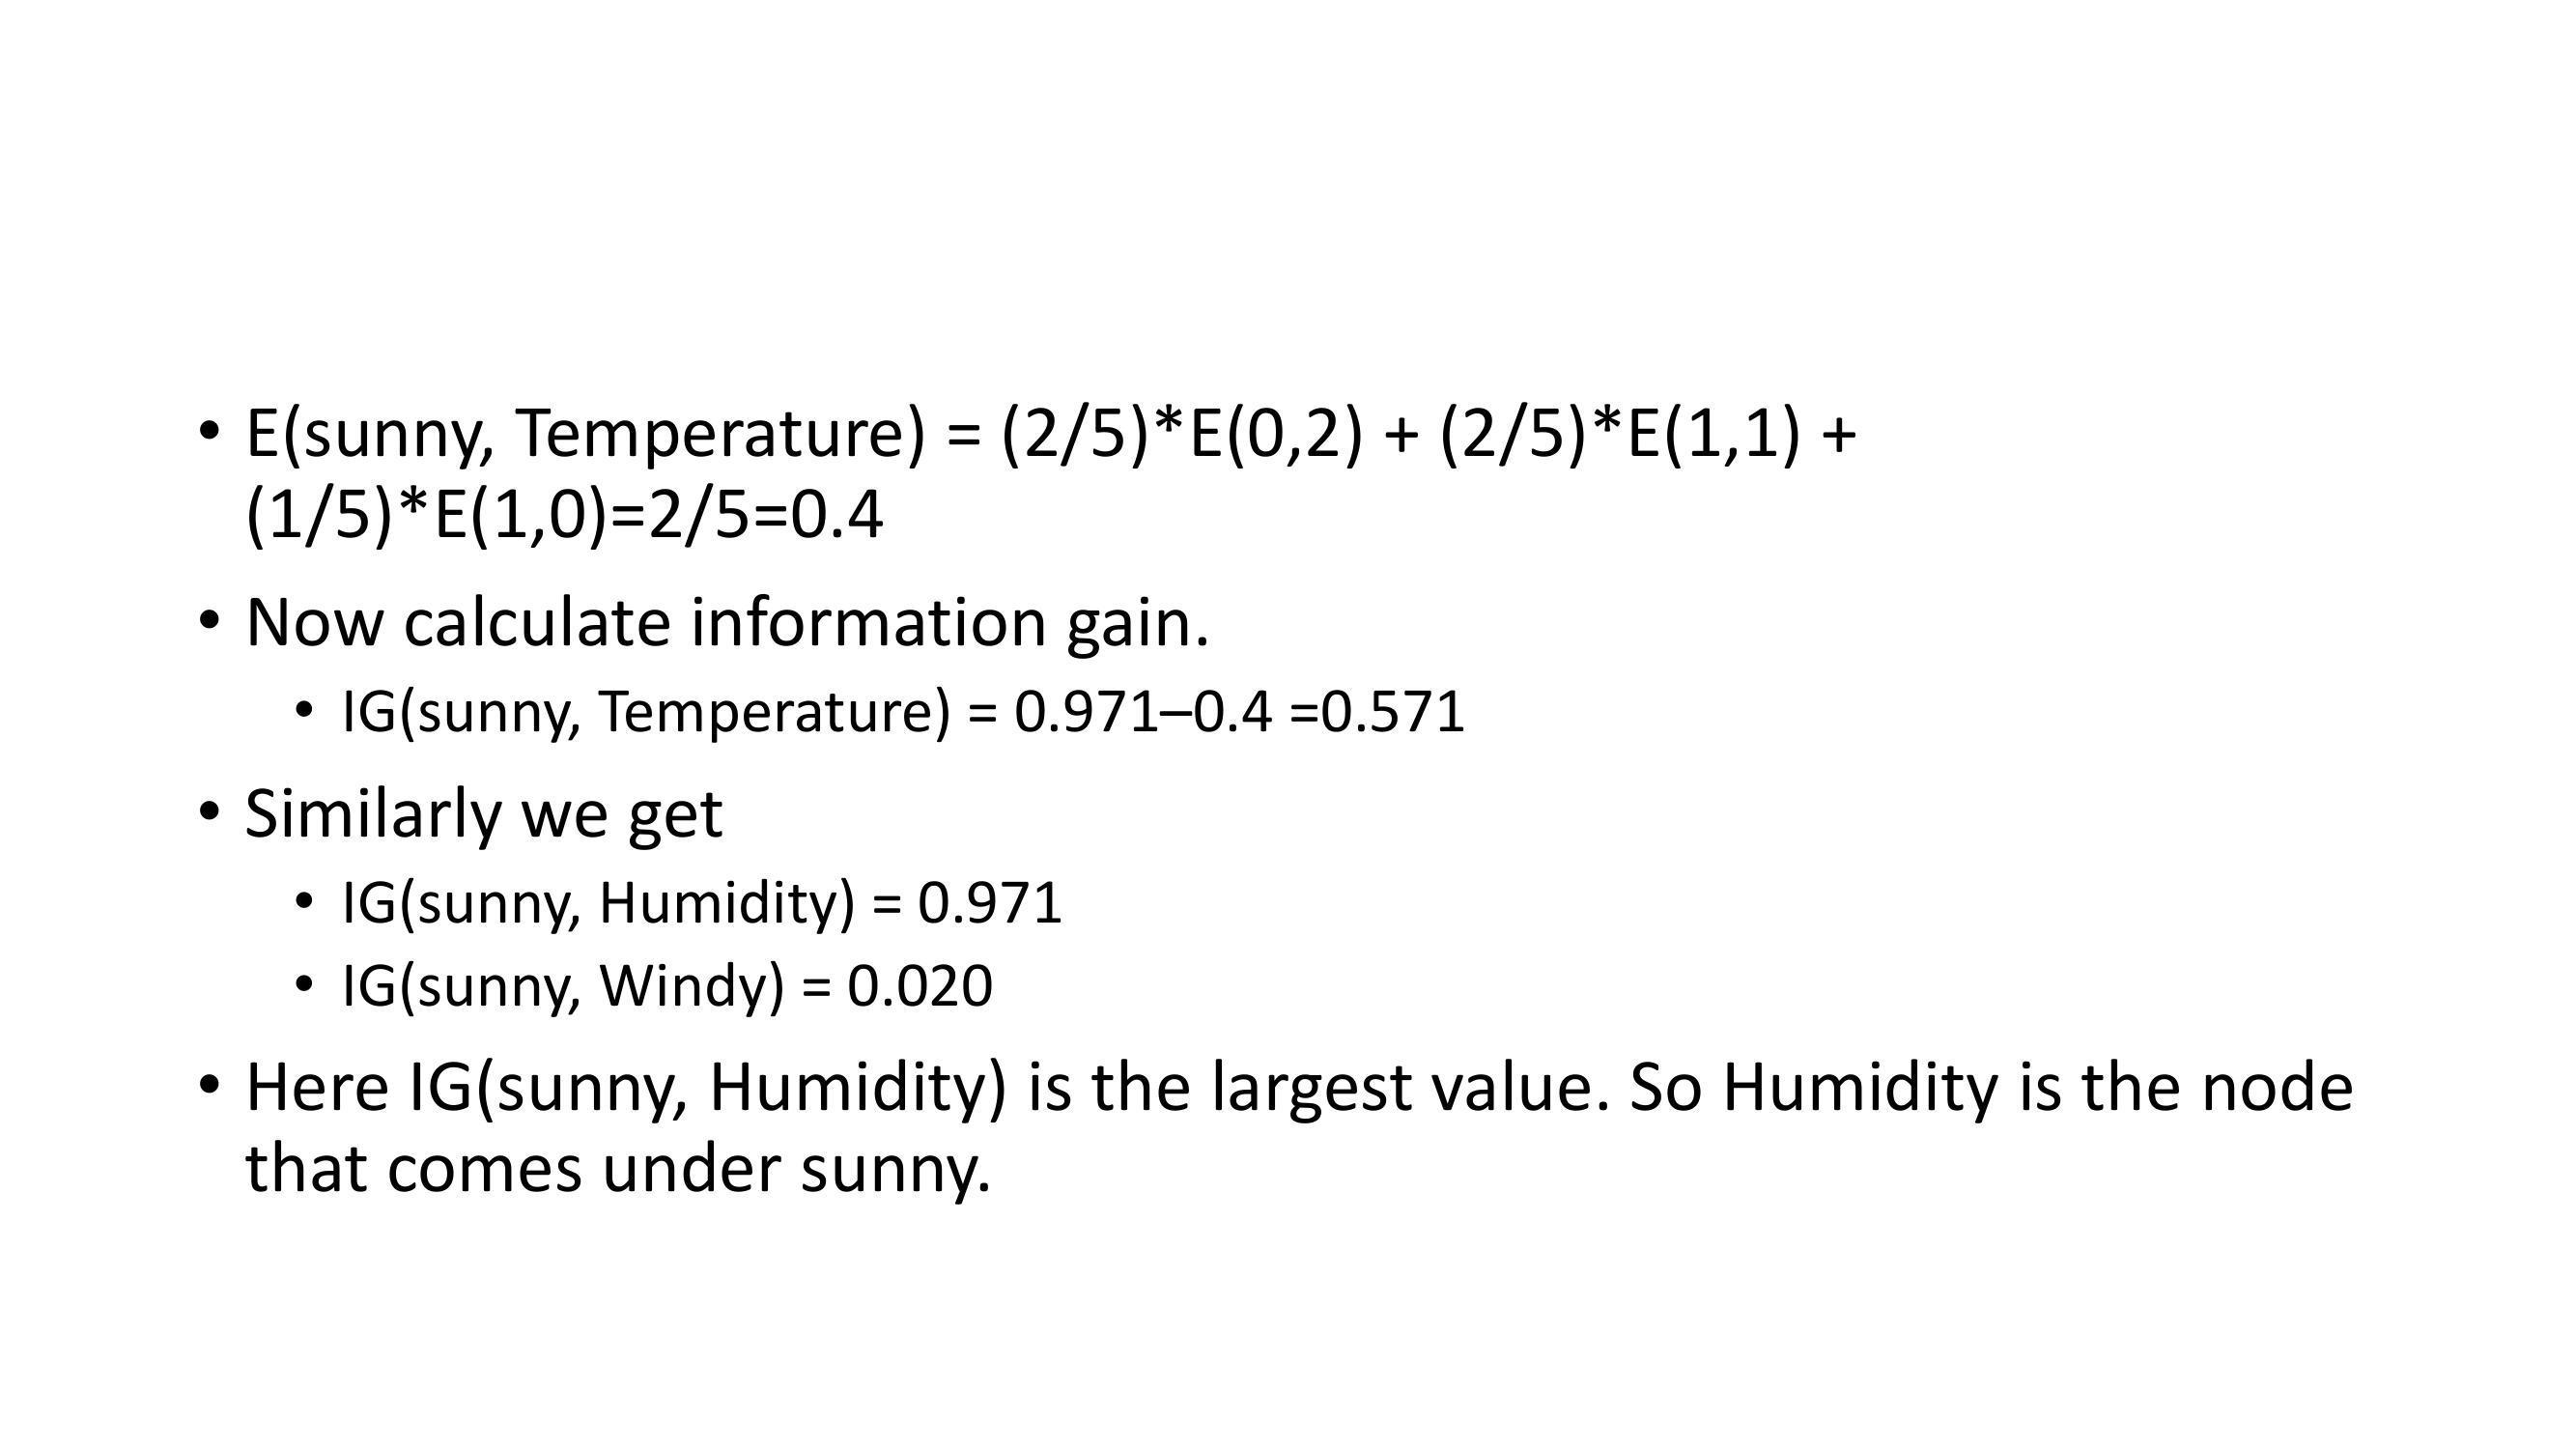 • E(sunny, Temperature) = (2/5)*E(0,2) + (2/5)*E(1,1) +
(1/5)*E(1,0)=2/5=0.4
• Now calculate information gain.
• IG(sunny, Temperature) = 0.971–0.4 =0.571
• Similarly we get
• IG(sunny, Humidity) = 0.971
• IG(sunny, Windy) = 0.020
• Here IG(sunny, Humidity) is the largest value. So Humidity is the node
that comes under sunny.